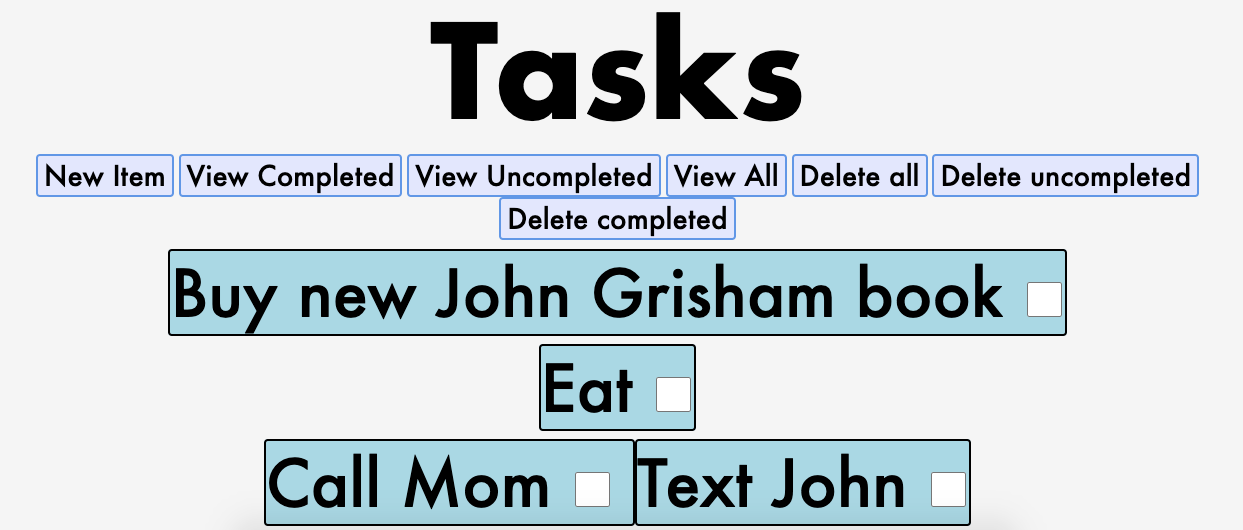 Tasks
New Item View Completed View Uncompleted View All Delete all Delete uncompleted
Delete completed
Buy new John Grisham book
Eat
Call Mom Text John